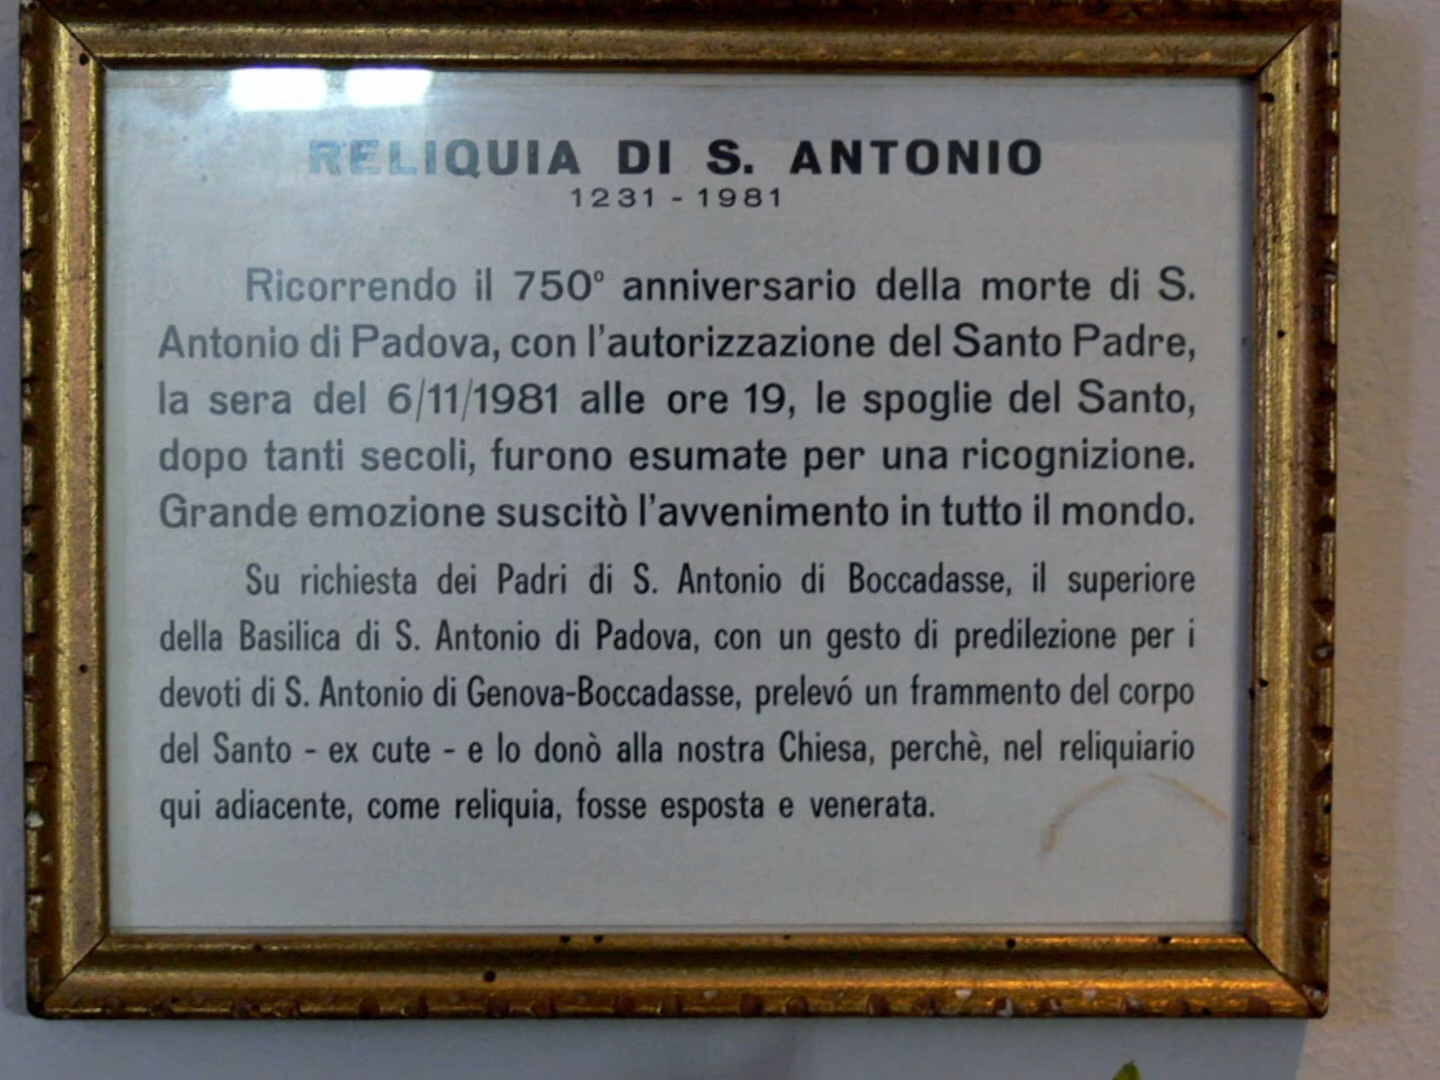 RELIQUIA DI S. ANTONIO
1231 - 1981
Ricorrendo il 750° anniversario della morte di S.
Antonio di Padova, con l'autorizzazione del Santo Padre,
la sera del 6/11/1981 alle ore 19, le spoglie del Santo,
dopo tanti secoli, furono esumate per una ricognizione.
Grande emozione suscitò l'avvenimento in tutto il mondo.
Su richiesta dei Padri di S. Antonio di Boccadasse, il superiore
della Basilica di S. Antonio di Padova, con un gesto di predilezione per i
devoti di S. Antonio di Genova-Boccadasse, prelevó un frammento del corpo
del Santo - ex cute - e lo donò alla nostra Chiesa, perchè, nel reliquiario
qui adiacente, come reliquia, fosse esposta e venerata.